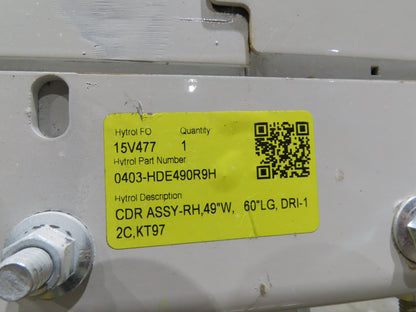 Hytrol FO Quantity
15V477 1
Hytrol Part Number
0403-HDE490R9H
Hytrol Description
CDR ASSY-RH,49"W, 60"LG, DRI-1
2C,KT97